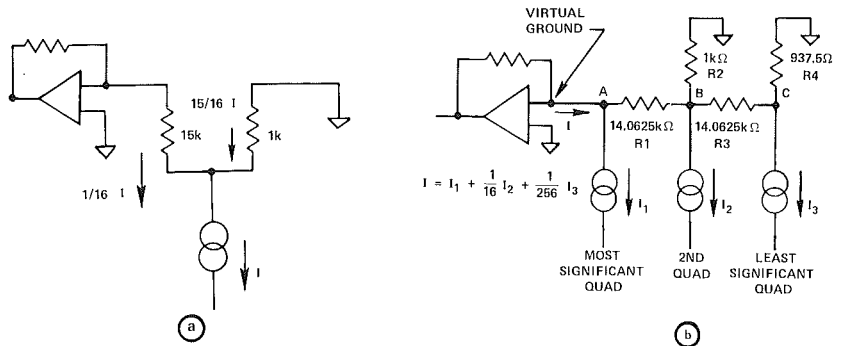 15/16 I
15k
1k
1/16 I
I
a
VIRTUAL
GROUND
1kΩ
R2
937.5Ω
R4
A
B
C
I
14.0625kΩ
R1
14.0625kΩ
R3
I = I₁ + 1/16 I₂ + 1/256 I₃
I₁
I₂
I₃
MOST
SIGNIFICANT
QUAD
2ND
QUAD
LEAST
SIGNIFICANT
QUAD
b